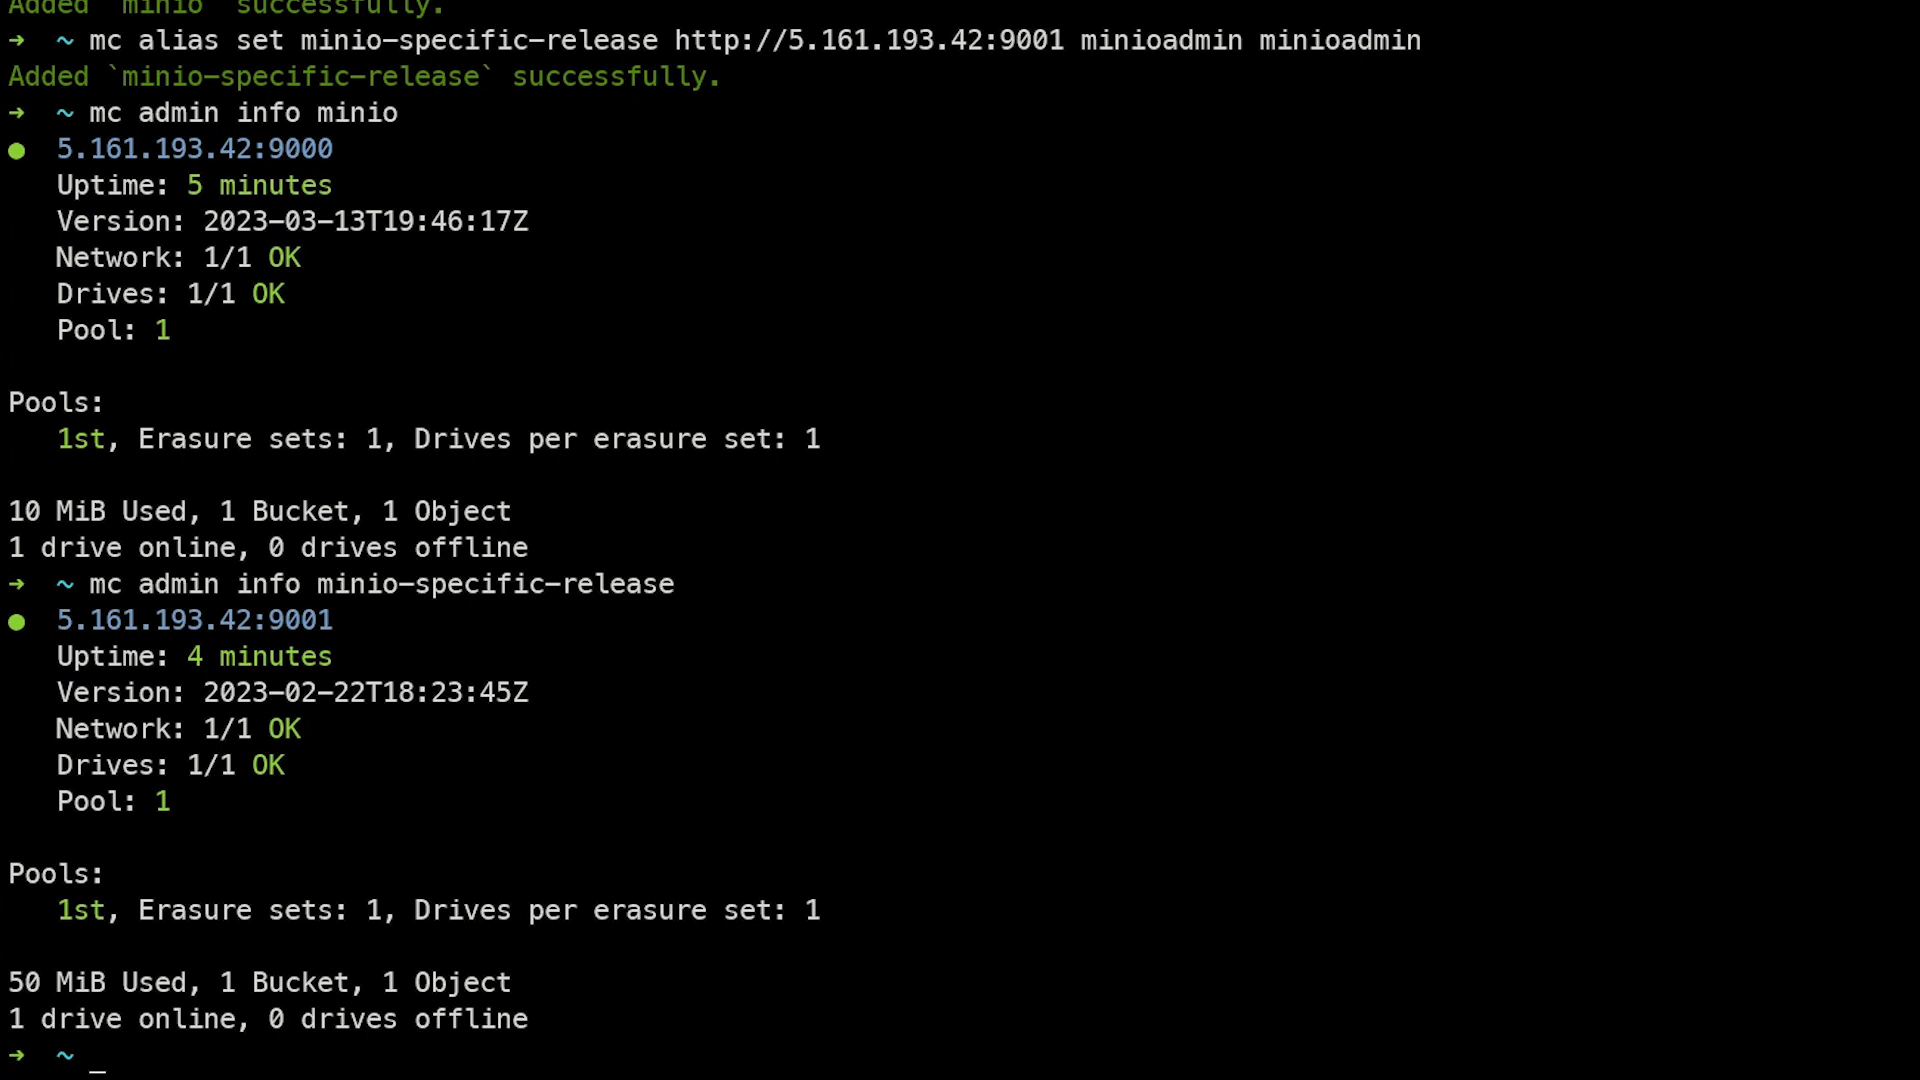 Added `minio` successfully.
➜  ~ mc alias set minio-specific-release http://5.161.193.42:9001 minioadmin minioadmin
Added `minio-specific-release` successfully.
➜  ~ mc admin info minio
●  5.161.193.42:9000
   Uptime: 5 minutes
   Version: 2023-03-13T19:46:17Z
   Network: 1/1 OK
   Drives: 1/1 OK
   Pool: 1

Pools:
   1st, Erasure sets: 1, Drives per erasure set: 1

10 MiB Used, 1 Bucket, 1 Object
1 drive online, 0 drives offline
➜  ~ mc admin info minio-specific-release
●  5.161.193.42:9001
   Uptime: 4 minutes
   Version: 2023-02-22T18:23:45Z
   Network: 1/1 OK
   Drives: 1/1 OK
   Pool: 1

Pools:
   1st, Erasure sets: 1, Drives per erasure set: 1

50 MiB Used, 1 Bucket, 1 Object
1 drive online, 0 drives offline
➜  ~ _